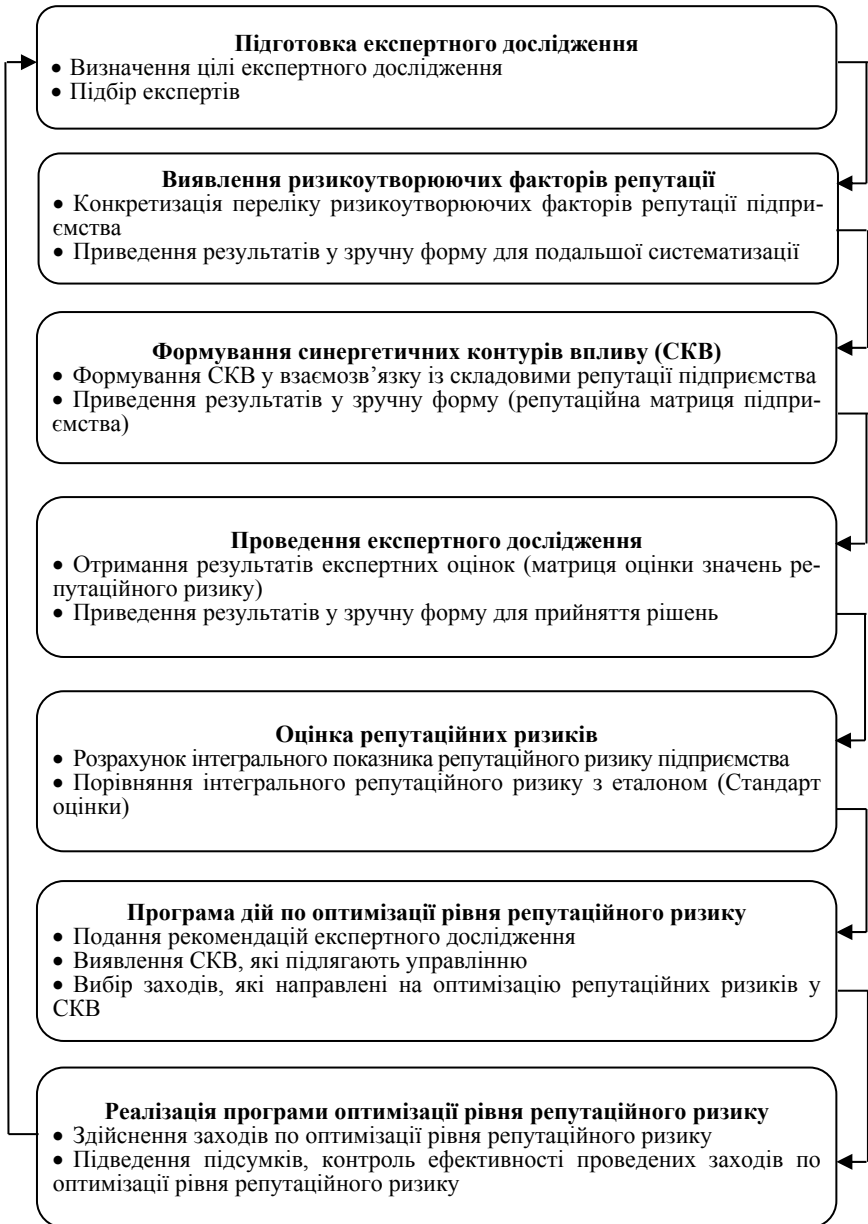 Підготовка експертного дослідження
• Визначення цілі експертного дослідження
• Підбір експертів
Виявлення ризикоутворюючих факторів репутації
• Конкретизація переліку ризикоутворюючих факторів репутації підпри-
ємства
• Приведення результатів у зручну форму для подальшої систематизації
Формування синергетичних контурів впливу (СКВ)
• Формування СКВ у взаємозв’язку із складовими репутації підприємства
• Приведення результатів у зручну форму (репутаційна матриця підпри-
ємства)
Проведення експертного дослідження
• Отримання результатів експертних оцінок (матриця оцінки значень ре-
путаційного ризику)
• Приведення результатів у зручну форму для прийняття рішень
Оцінка репутаційних ризиків
• Розрахунок інтегрального показника репутаційного ризику підприємства
• Порівняння інтегрального репутаційного ризику з еталоном (Стандарт
оцінки)
Програма дій по оптимізації рівня репутаційного ризику
• Подання рекомендацій експертного дослідження
• Виявлення СКВ, які підлягають управлінню
• Вибір заходів, які направлені на оптимізацію репутаційних ризиків у
СКВ
Реалізація програми оптимізації рівня репутаційного ризику
• Здійснення заходів по оптимізації рівня репутаційного ризику
• Підведення підсумків, контроль ефективності проведених заходів по
оптимізації рівня репутаційного ризику